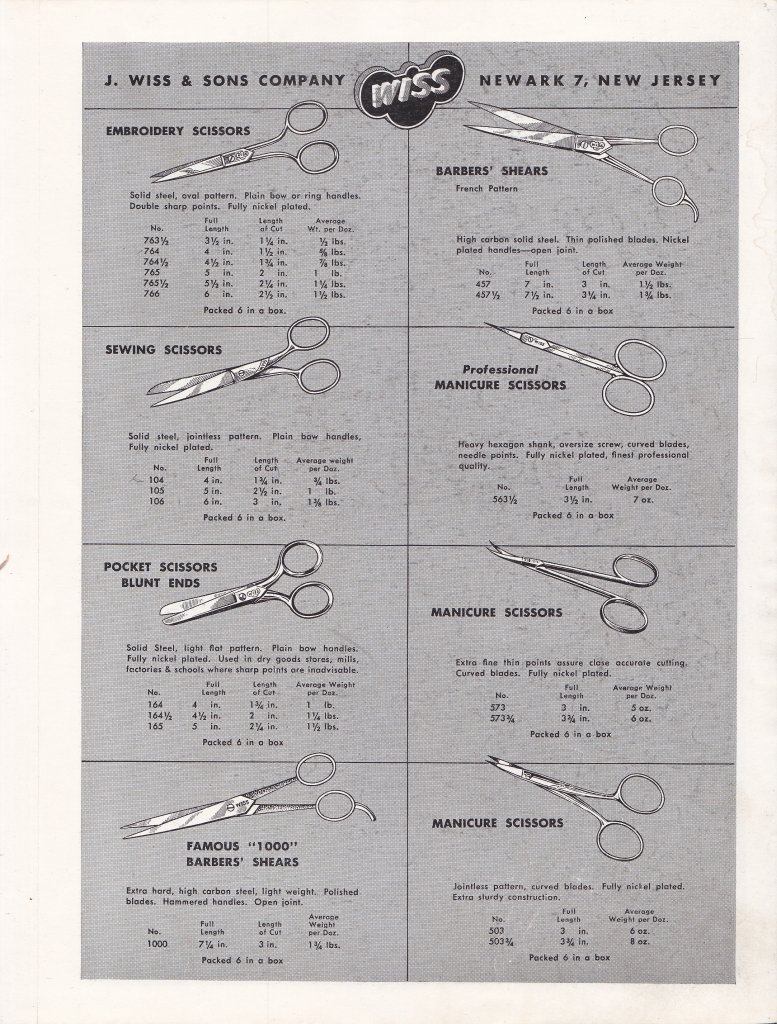 J. WISS & SONS COMPANY
WISS
NEWARK 7, NEW JERSEY
EMBROIDERY SCISSORS
Solid steel, oval pattern. Plain bow or ring handles.
Double sharp points. Fully nickel plated.
No. Full Length Length of Cut Average Wt. per Doz.
763½ 3½ in. 1¼ in. ½ lbs.
764 4 in. 1½ in. ⅝ lbs.
764½ 4½ in. 1¾ in. ⅞ lbs.
765 5 in. 2 in. 1 lb.
765½ 5½ in. 2¼ in. 1¼ lbs.
766 6 in. 2½ in. 1½ lbs.
Packed 6 in a box.
BARBERS' SHEARS
French Pattern
High carbon solid steel. Thin polished blades. Nickel
plated handles—open joint.
No. Full Length Length of Cut Average Weight per Doz.
457 7 in. 3 in. 1½ lbs.
457½ 7½ in. 3¼ in. 1¾ lbs.
Packed 6 in a box
SEWING SCISSORS
Solid steel, jointless pattern. Plain bow handles,
Fully nickel plated.
No. Full Length Length of Cut Average weight per Doz.
104 4 in. 1¾ in. ¾ lbs.
105 5 in. 2½ in. 1 lb.
106 6 in. 3 in. 1⅜ lbs.
Packed 6 in a box.
Professional
MANICURE SCISSORS
WISS
Heavy hexagon shank, oversize screw, curved blades,
needle points. Fully nickel plated, finest professional
quality.
No. Full Length Average Weight per Doz.
563½ 3½ in. 7 oz.
Packed 6 in a box
POCKET SCISSORS
BLUNT ENDS
Solid Steel, light flat pattern. Plain bow handles.
Fully nickel plated. Used in dry goods stores, mills,
factories & schools where sharp points are inadvisable.
No. Full Length Length of Cut Average Weight per Doz.
164 4 in. 1¾ in. 1 lb.
164½ 4½ in. 2 in. 1¼ lbs.
165 5 in. 2¼ in. 1½ lbs.
Packed 6 in a box
MANICURE SCISSORS
Extra fine thin points assure close accurate cutting.
Curved blades. Fully nickel plated.
No. Full Length Average Weight per Doz.
573 3 in. 5 oz.
573¾ 3¾ in. 6 oz.
Packed 6 in a box
WISS
FAMOUS "1000"
BARBERS' SHEARS
Extra hard, high carbon steel, light weight. Polished
blades. Hammered handles. Open joint.
No. Full Length Length of Cut Average Weight per Doz.
1000 7¼ in. 3 in. 1¾ lbs.
Packed 6 in a box
MANICURE SCISSORS
Jointless pattern, curved blades. Fully nickel plated.
Extra sturdy construction.
No. Full Length Average Weight per Doz.
503 3 in. 6 oz.
503¾ 3¾ in. 8 oz.
Packed 6 in a box